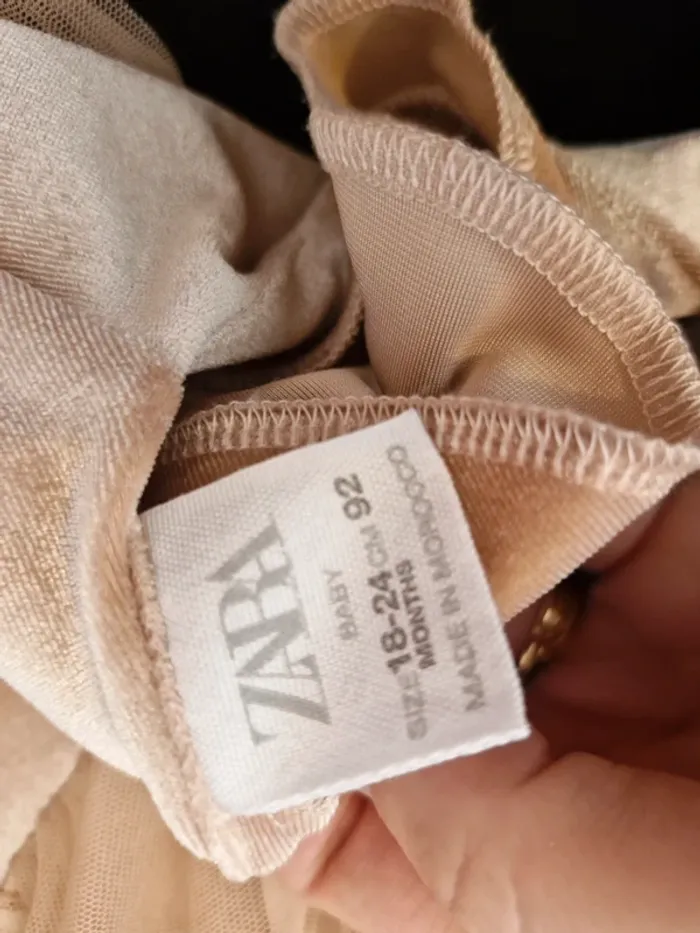 ZARA
BABY
SIZE 18-24 CM 92
MONTHS
MADE IN MOROCCO